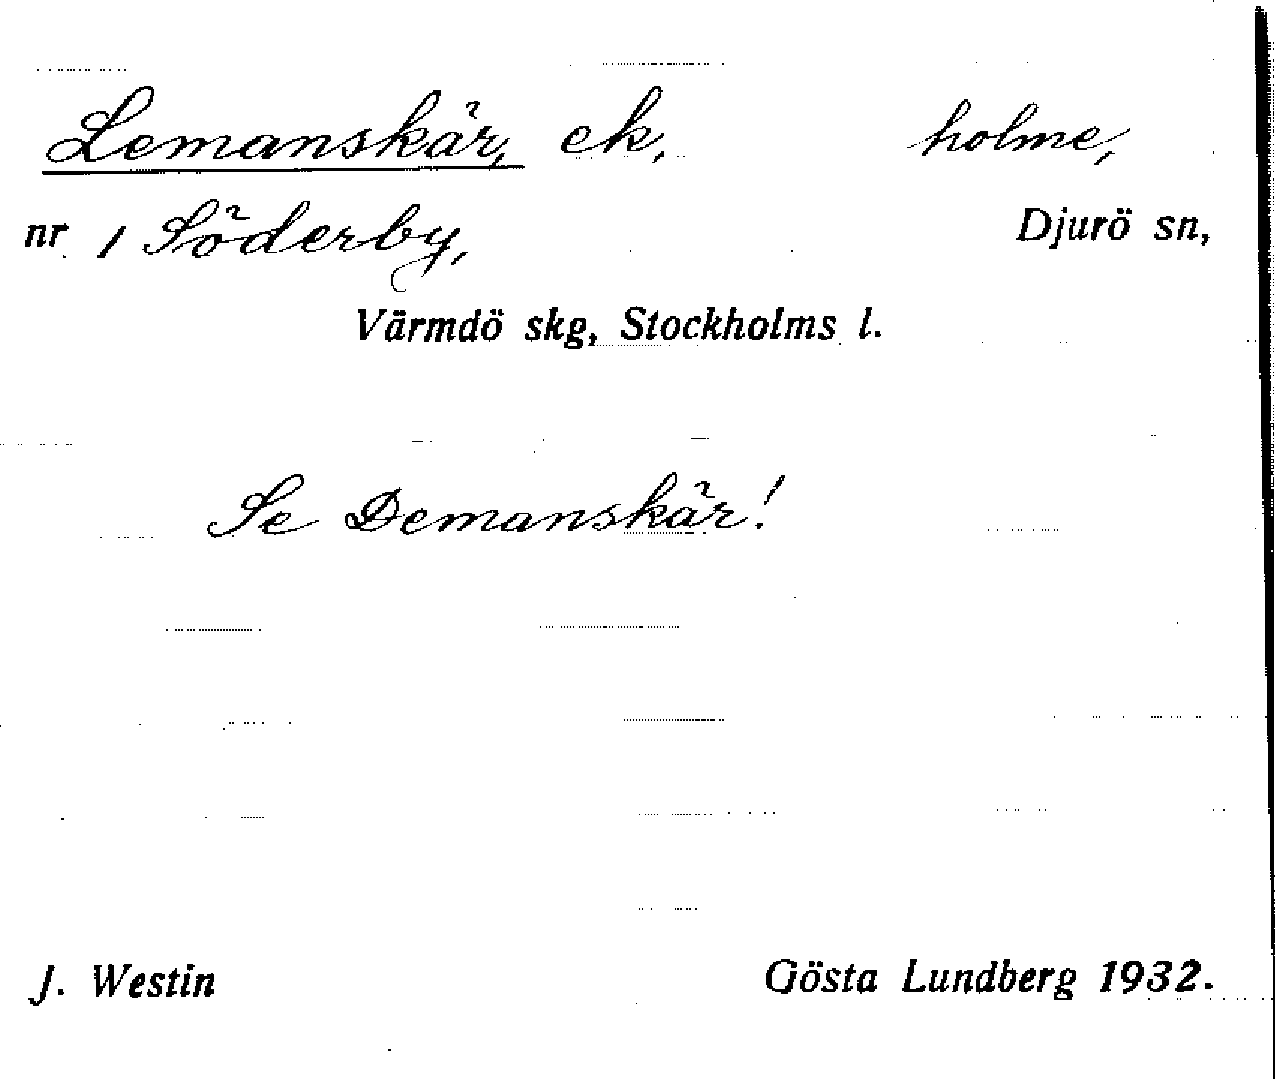 Lemanskär, ek, holme,
nr 1 Söderby, Djurö sn,
Värmdö skg, Stockholms l.
Se Demanskär!
J. Westin Gösta Lundberg 1932.